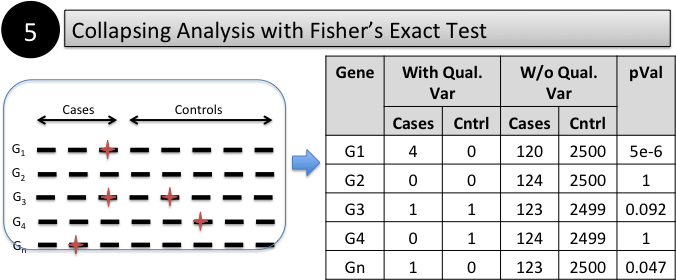 5
Collapsing Analysis with Fisher's Exact Test
Cases Controls
G1
G2
G3
G4
Gn
Gene With Qual. Var W/o Qual. Var pVal
Cases Cntrl Cases Cntrl
G1 4 0 120 2500 5e-6
G2 0 0 124 2500 1
G3 1 1 123 2499 0.092
G4 0 1 124 2499 1
Gn 1 0 123 2500 0.047